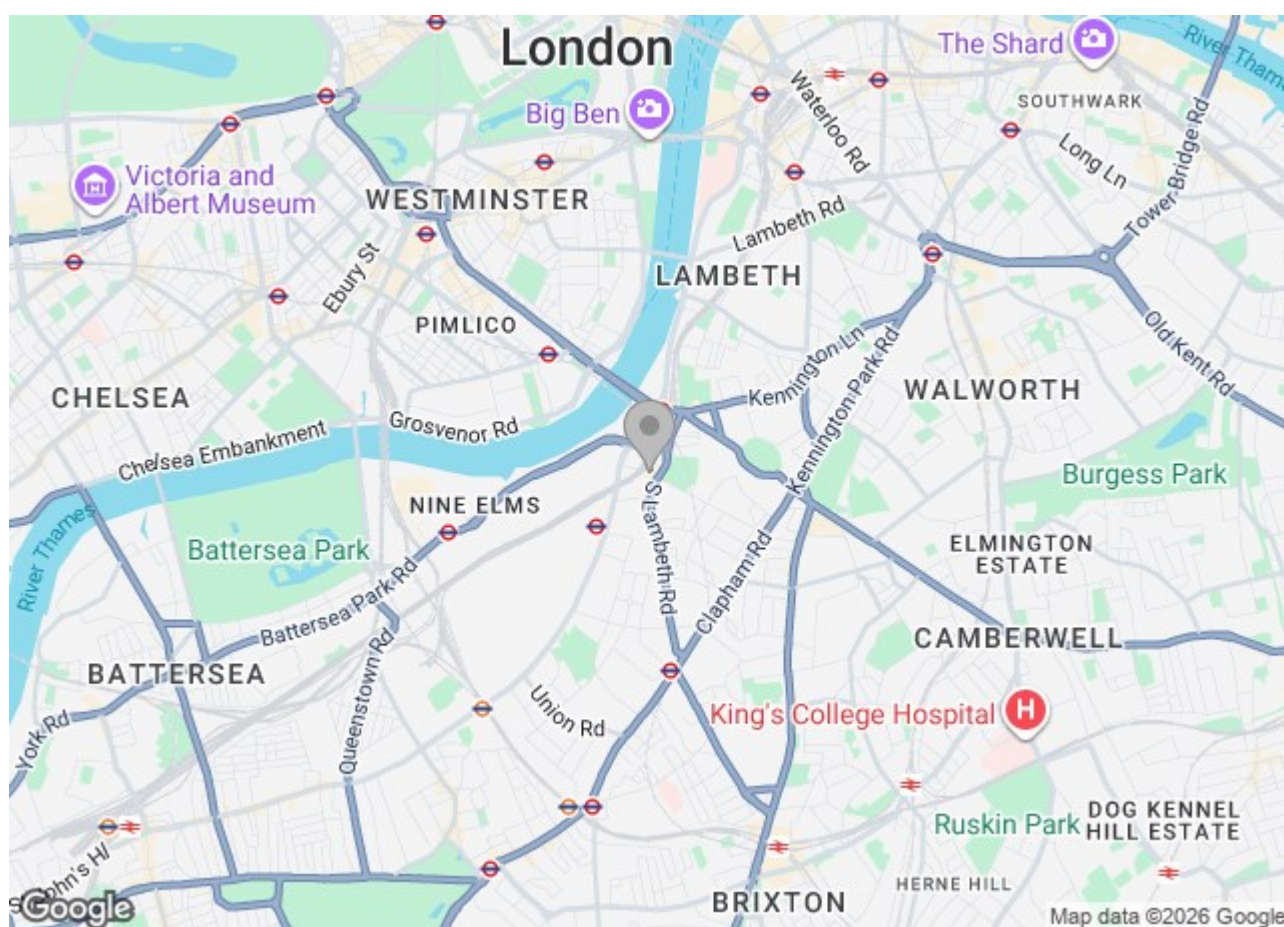 London
The Shard
River Thames
SOUTHWARK
Big Ben
Waterloo Rd
Long Ln
Tower Bridge Rd
Victoria and
Albert Museum
WESTMINSTER
Lambeth Rd
Ebury St
LAMBETH
PIMLICO
Old Kent Rd
Kennington Ln
Kennington Park Rd
WALWORTH
CHELSEA
Grosvenor Rd
Chelsea Embankment
Burgess Park
NINE ELMS
S Lambeth Rd
River Thames
Battersea Park
ELMINGTON
ESTATE
Clapham Rd
Battersea Park Rd
CAMBERWELL
BATTERSEA
Queenstown Rd
Union Rd
King's College Hospital
H
York Rd
Ruskin Park
DOG KENNEL
HILL ESTATE
John's Hl
HERNE HILL
BRIXTON
Google
Map data ©2026 Google